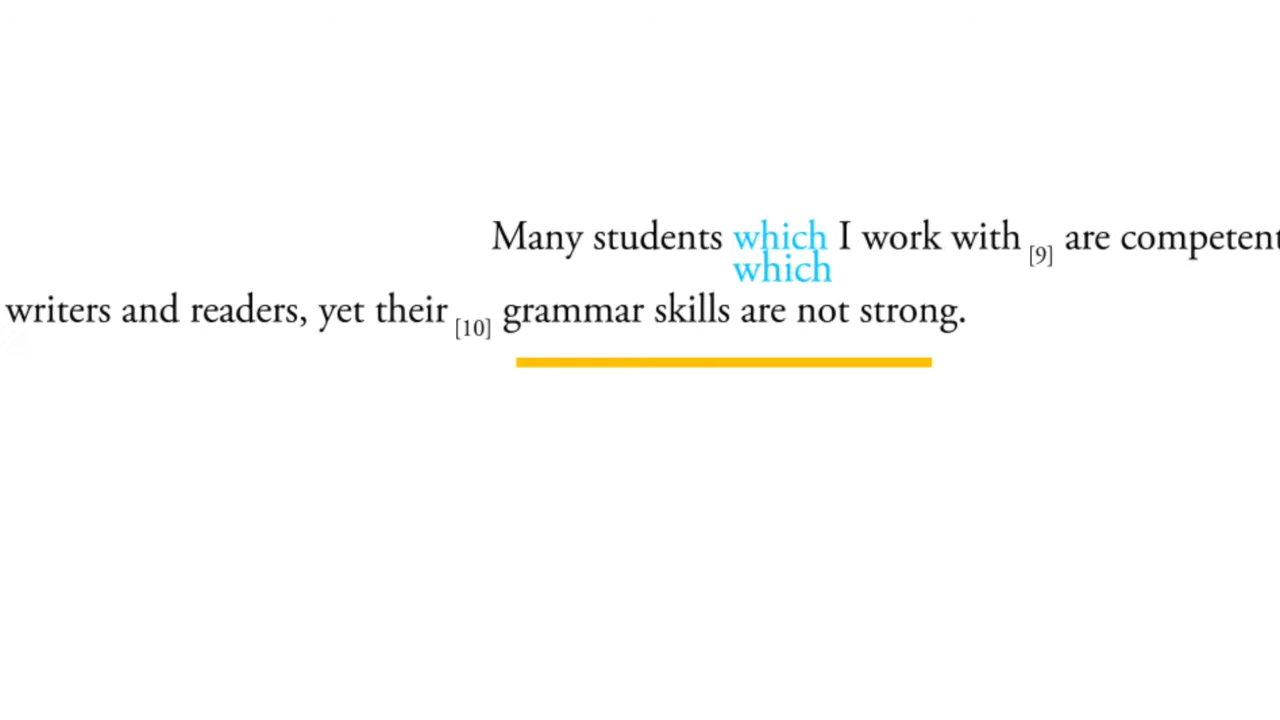 Many students which I work with [9] are competent
which
writers and readers, yet their [10] grammar skills are not strong.